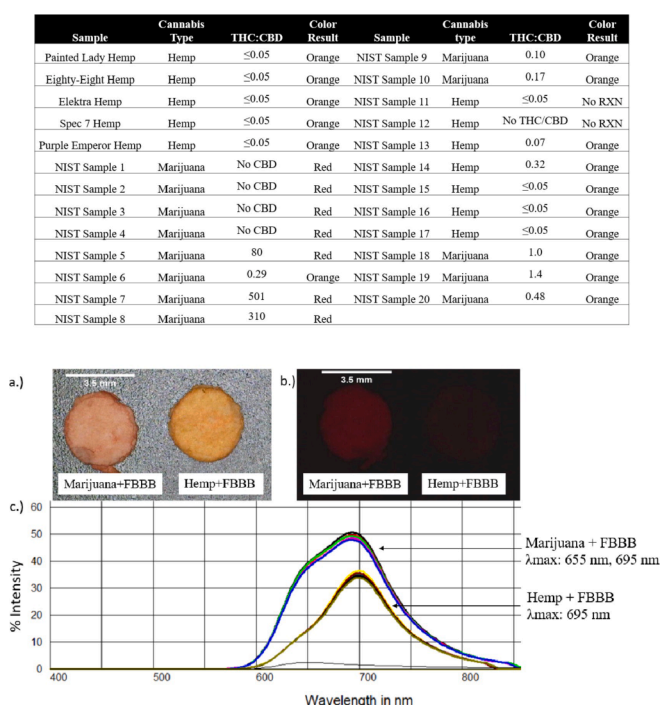 Sample Cannabis Type THC:CBD Color Result Sample Cannabis type THC:CBD Color Result
Painted Lady Hemp Hemp ≤0.05 Orange NIST Sample 9 Marijuana 0.10 Orange
Eighty-Eight Hemp Hemp ≤0.05 Orange NIST Sample 10 Marijuana 0.17 Orange
Elektra Hemp Hemp ≤0.05 Orange NIST Sample 11 Hemp ≤0.05 No RXN
Spec 7 Hemp Hemp ≤0.05 Orange NIST Sample 12 Hemp No THC/CBD No RXN
Purple Emperor Hemp Hemp ≤0.05 Orange NIST Sample 13 Hemp 0.07 Orange
NIST Sample 1 Marijuana No CBD Red NIST Sample 14 Hemp 0.32 Orange
NIST Sample 2 Marijuana No CBD Red NIST Sample 15 Hemp ≤0.05 Orange
NIST Sample 3 Marijuana No CBD Red NIST Sample 16 Hemp ≤0.05 Orange
NIST Sample 4 Marijuana No CBD Red NIST Sample 17 Hemp ≤0.05 Orange
NIST Sample 5 Marijuana 80 Red NIST Sample 18 Marijuana 1.0 Orange
NIST Sample 6 Marijuana 0.29 Orange NIST Sample 19 Marijuana 1.4 Orange
NIST Sample 7 Marijuana 501 Red NIST Sample 20 Marijuana 0.48 Orange
NIST Sample 8 Marijuana 310 Red
a.) 3.5 mm
Marijuana+FBBB Hemp+FBBB
b.) 3.5 mm
Marijuana+FBBB Hemp+FBBB
c.)
60
50
40
30
20
10
0
% Intensity
400 500 600 700 800
Wavelength in nm
Marijuana + FBBB
λmax: 655 nm, 695 nm
Hemp + FBBB
λmax: 695 nm